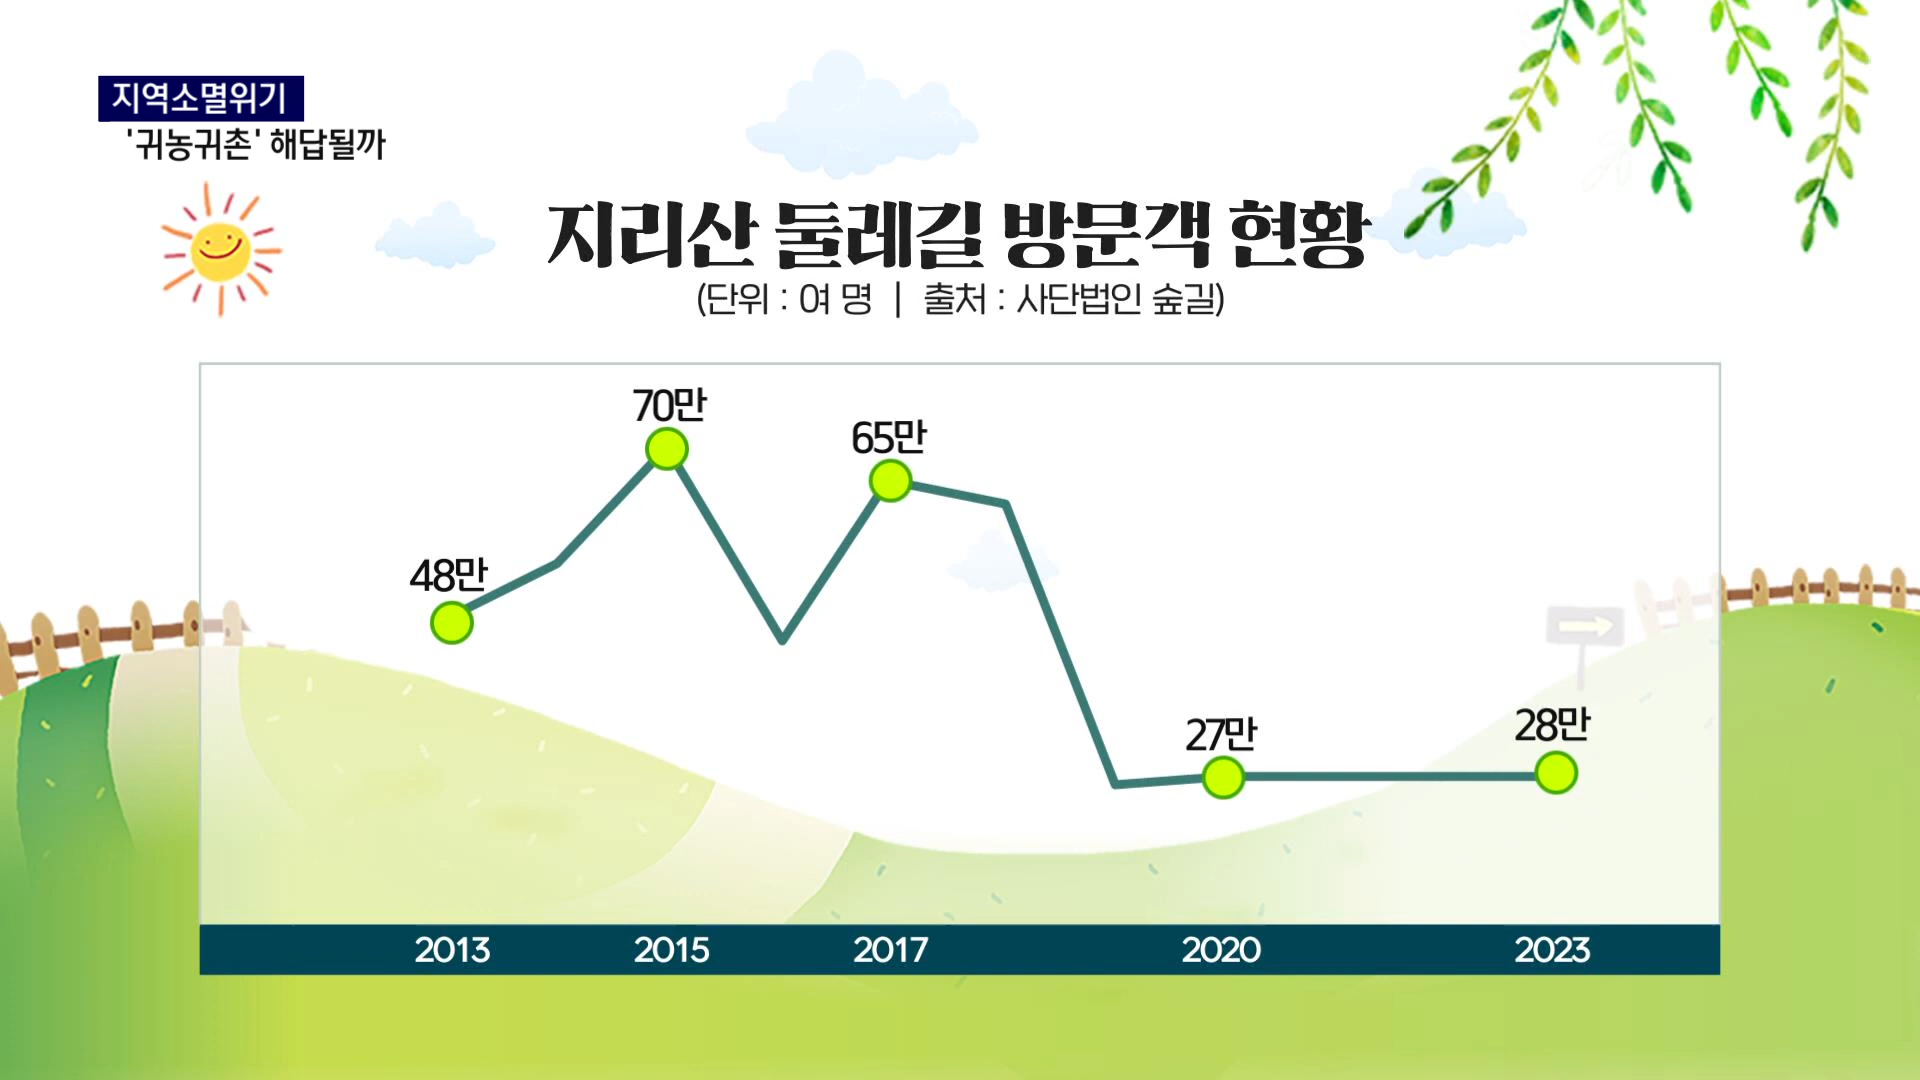 지역소멸위기
'귀농귀촌' 해답될까
지리산 둘레길 방문객 현황
(단위 : 여 명 | 출처 : 사단법인 숲길)
70만
65만
48만
27만
28만
2013 2015 2017 2020 2023